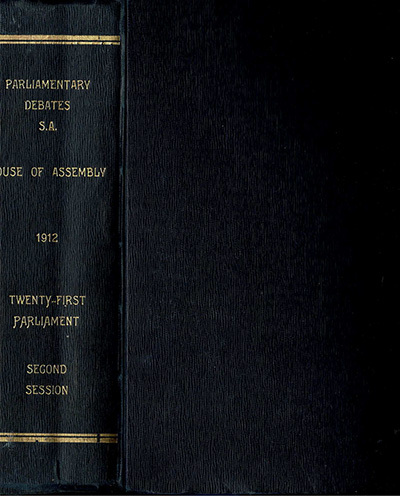 PARLIAMENTARY
DEBATES
S.A.
OUSE OF ASSEMBLY
1912
TWENTY-FIRST
PARLIAMENT
SECOND
SESSION